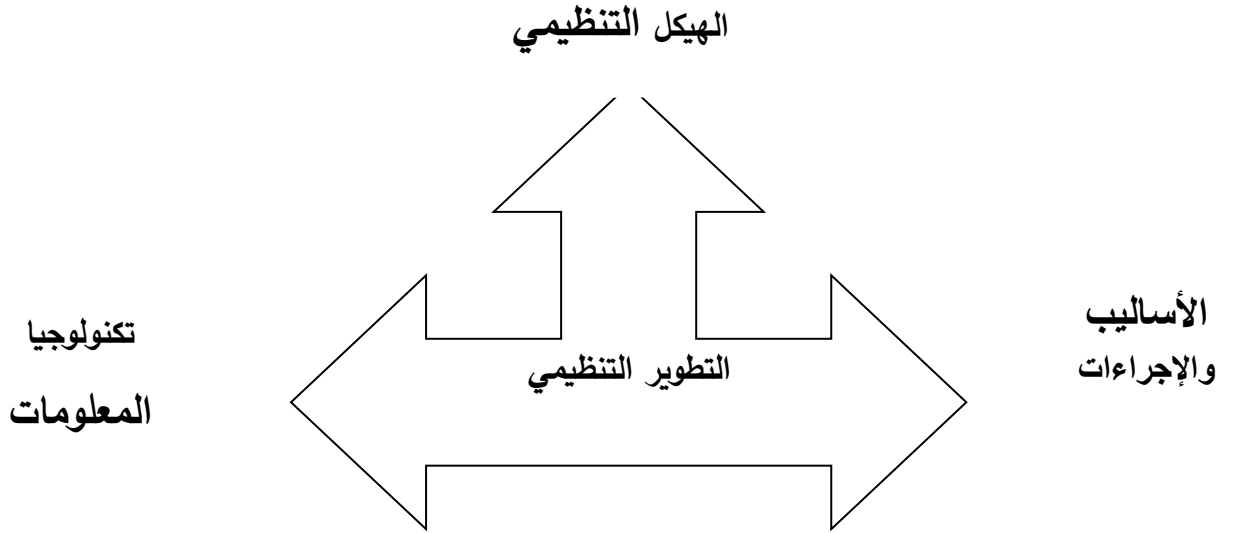 الهيكل التنظيمي
الأساليب
والإجراءات
التطوير التنظيمي
تكنولوجيا
المعلومات